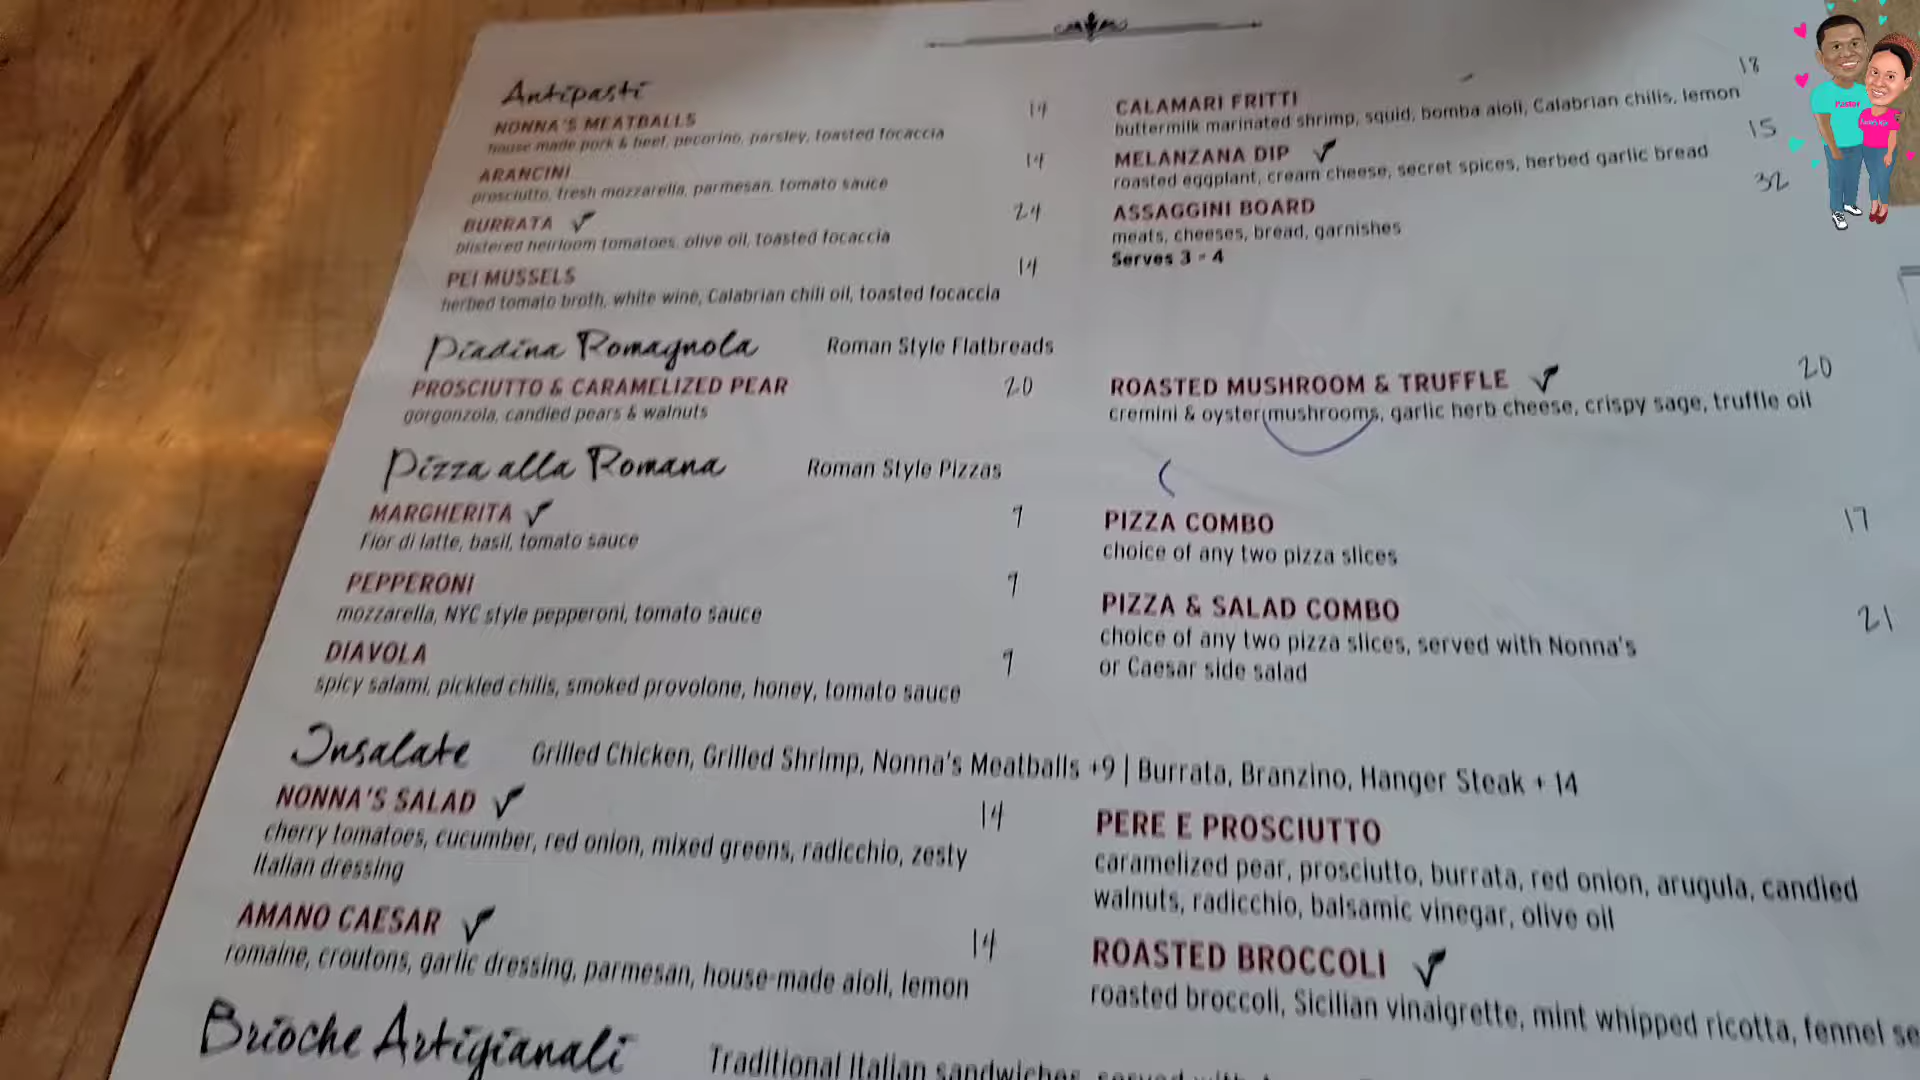 Antipasti
NONNA'S MEATBALLS 14
house made pork & beef, pecorino, parsley, toasted focaccia
ARANCINI 14
prosciutto, fresh mozzarella, parmesan, tomato sauce
BURRATA 24
blistered heirloom tomatoes, olive oil, toasted focaccia
PEI MUSSELS 14
herbed tomato broth, white wine, Calabrian chili oil, toasted focaccia
CALAMARI FRITTI 18
buttermilk marinated shrimp, squid, bomba aioli, Calabrian chilis, lemon
MELANZANA DIP 15
roasted eggplant, cream cheese, secret spices, herbed garlic bread
ASSAGGINI BOARD 32
meats, cheeses, bread, garnishes
Serves 3 - 4
Piadina Romagnola Roman Style Flatbreads
PROSCIUTTO & CARAMELIZED PEAR 20
gorgonzola, candied pears & walnuts
ROASTED MUSHROOM & TRUFFLE 20
cremini & oyster mushrooms, garlic herb cheese, crispy sage, truffle oil
Pizza alla Romana Roman Style Pizzas
MARGHERITA 9
Fior di latte, basil, tomato sauce
PEPPERONI 9
mozzarella, NYC style pepperoni, tomato sauce
DIAVOLA 9
spicy salami, pickled chilis, smoked provolone, honey, tomato sauce
PIZZA COMBO 17
choice of any two pizza slices
PIZZA & SALAD COMBO 21
choice of any two pizza slices, served with Nonna's
or Caesar side salad
Insalate Grilled Chicken, Grilled Shrimp, Nonna's Meatballs +9 | Burrata, Branzino, Hanger Steak + 14
NONNA'S SALAD 14
cherry tomatoes, cucumber, red onion, mixed greens, radicchio, zesty
Italian dressing
AMANO CAESAR 14
romaine, croutons, garlic dressing, parmesan, house-made aioli, lemon
PERE E PROSCIUTTO
caramelized pear, prosciutto, burrata, red onion, arugula, candied
walnuts, radicchio, balsamic vinegar, olive oil
ROASTED BROCCOLI
roasted broccoli, Sicilian vinaigrette, mint whipped ricotta, fennel se
Brioche Artigianali Traditional Italian sandwiches, served with
Pastor